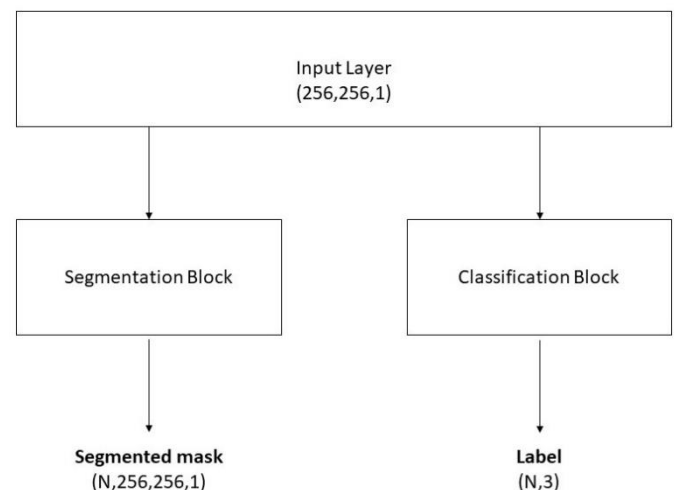 Input Layer
(256,256,1)
Segmentation Block
Classification Block
Segmented mask
(N,256,256,1)
Label
(N,3)